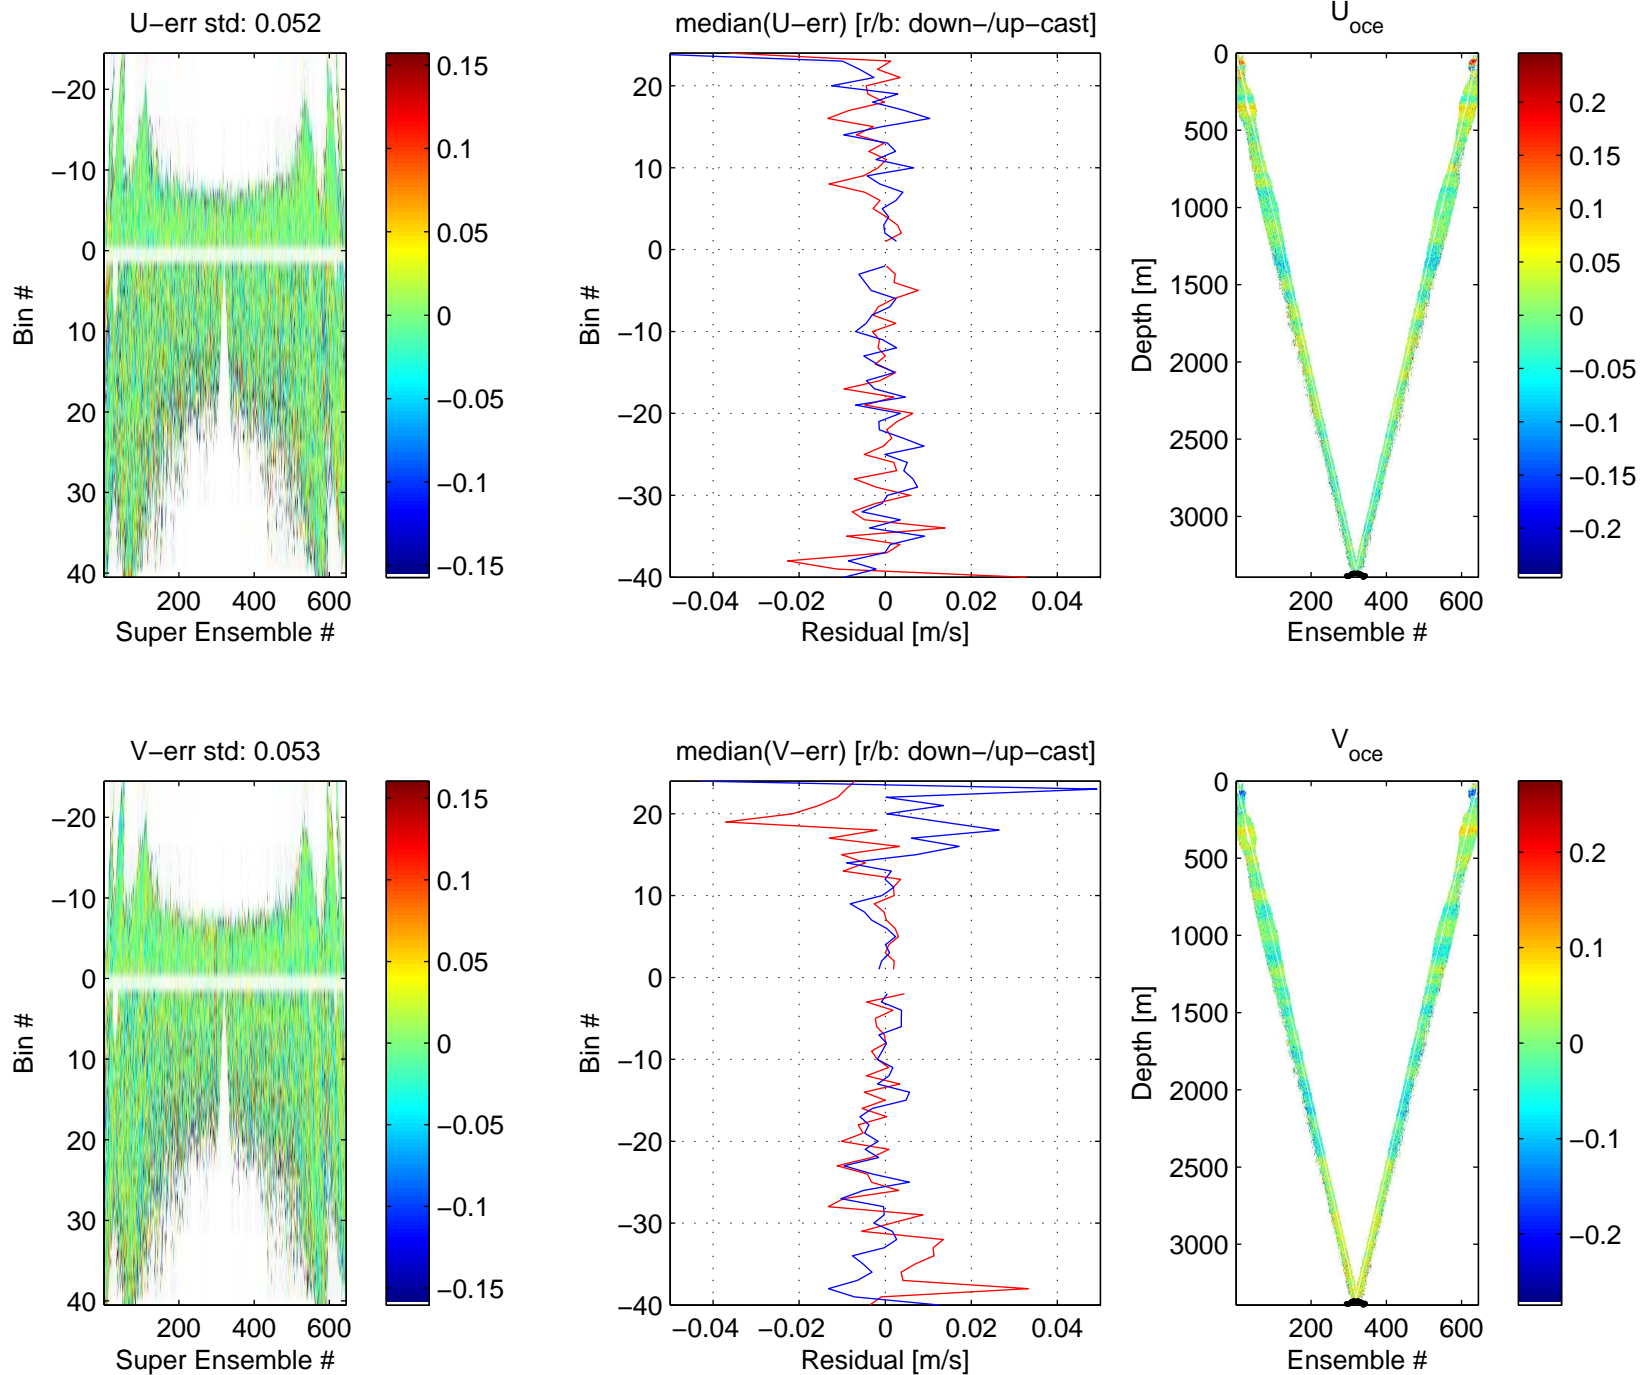 U−err std: 0.052
−20
−10
0
10
20
30
40
Bin #
200 400 600
Super Ensemble #
0.15
0.1
0.05
0
−0.05
−0.1
−0.15
median(U−err) [r/b: down−/up−cast]
20
10
0
−10
−20
−30
−40
Bin #
−0.04 −0.02 0 0.02 0.04
Residual [m/s]
U_oce
0
500
1000
1500
2000
2500
3000
Depth [m]
200 400 600
Ensemble #
0.2
0.15
0.1
0.05
0
−0.05
−0.1
−0.15
−0.2
V−err std: 0.053
−20
−10
0
10
20
30
40
Bin #
200 400 600
Super Ensemble #
0.15
0.1
0.05
0
−0.05
−0.1
−0.15
median(V−err) [r/b: down−/up−cast]
20
10
0
−10
−20
−30
−40
Bin #
−0.04 −0.02 0 0.02 0.04
Residual [m/s]
V_oce
0
500
1000
1500
2000
2500
3000
Depth [m]
200 400 600
Ensemble #
0.2
0.1
0
−0.1
−0.2